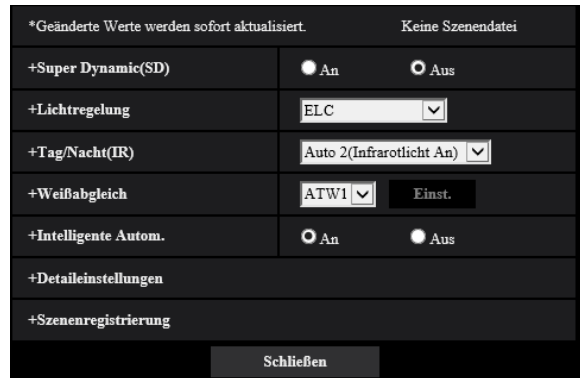 *Geänderte Werte werden sofort aktualisiert. Keine Szenendatei
+Super Dynamic(SD) An Aus
+Lichtregelung ELC
+Tag/Nacht(IR) Auto 2(Infrarotlicht An)
+Weißabgleich ATW1 Einst.
+Intelligente Autom. An Aus
+Detaileinstellungen
+Szenenregistrierung
Schließen